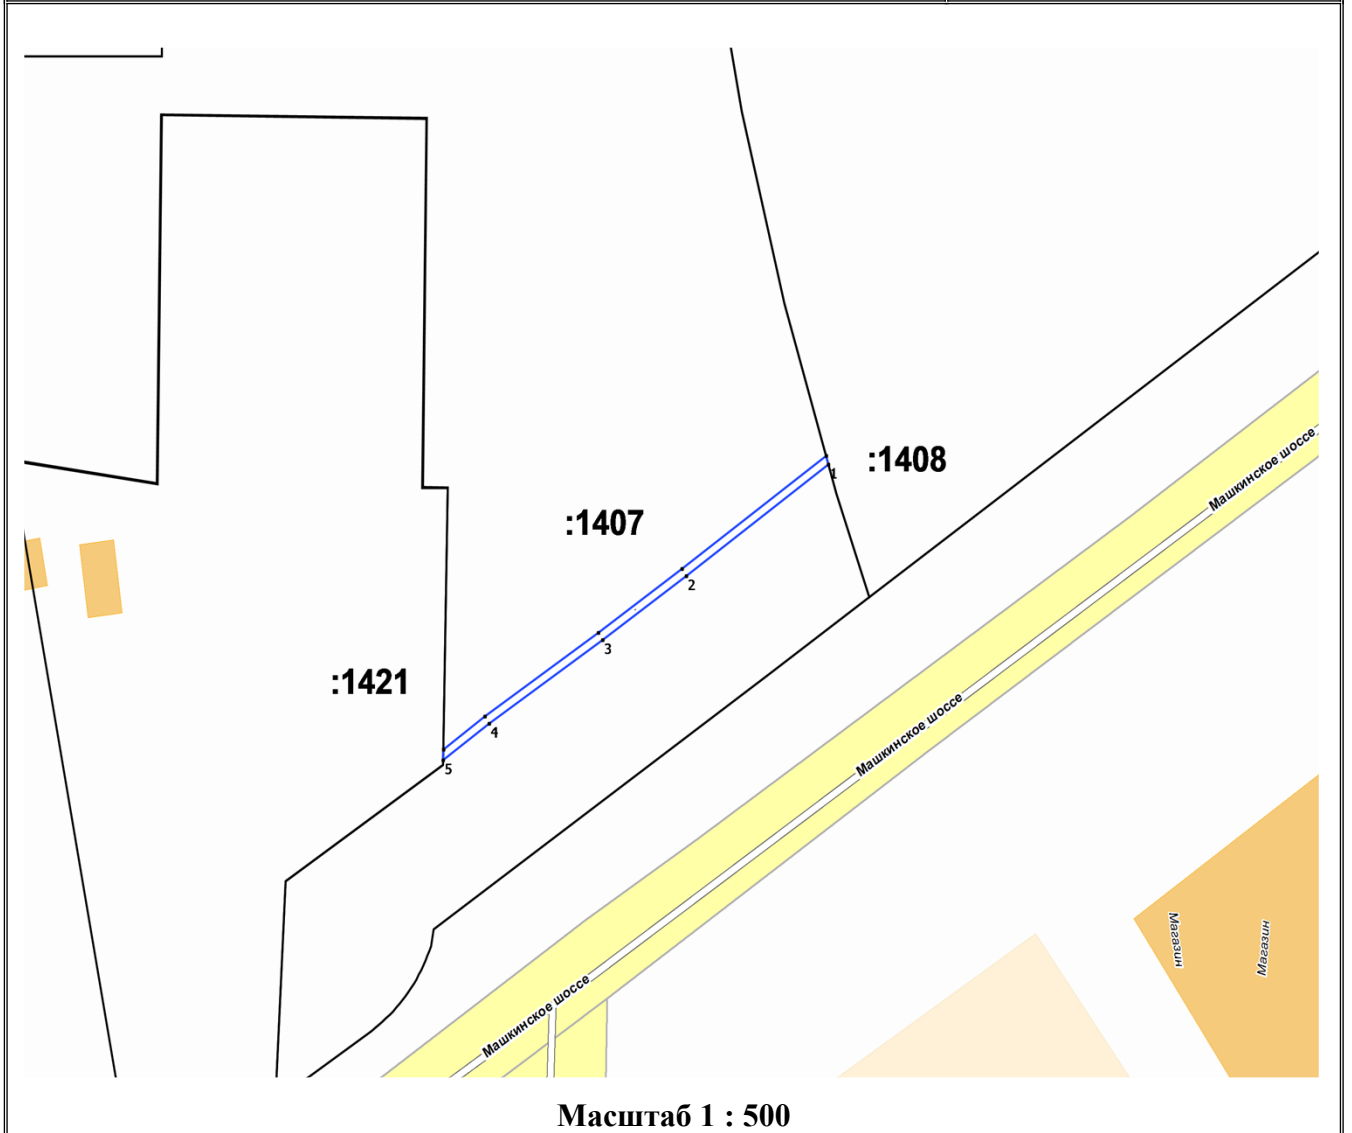 Машкинское шоссе
:1408
1
:1407
2
3
:1421
4
Машкинское шоссе
5
Магазин
Магазин
Машкинское шоссе
Масштаб 1 : 500